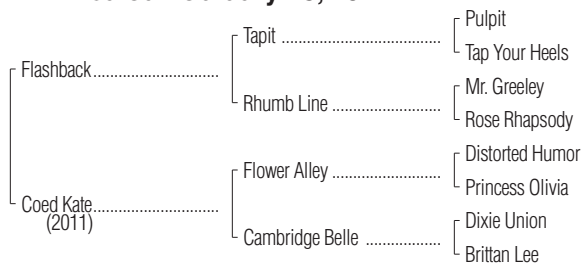 Pulpit
Tapit
Tap Your Heels
Flashback
Mr. Greeley
Rhumb Line
Rose Rhapsody
Distorted Humor
Flower Alley
Princess Olivia
Coed Kate
(2011)
Dixie Union
Cambridge Belle
Brittan Lee